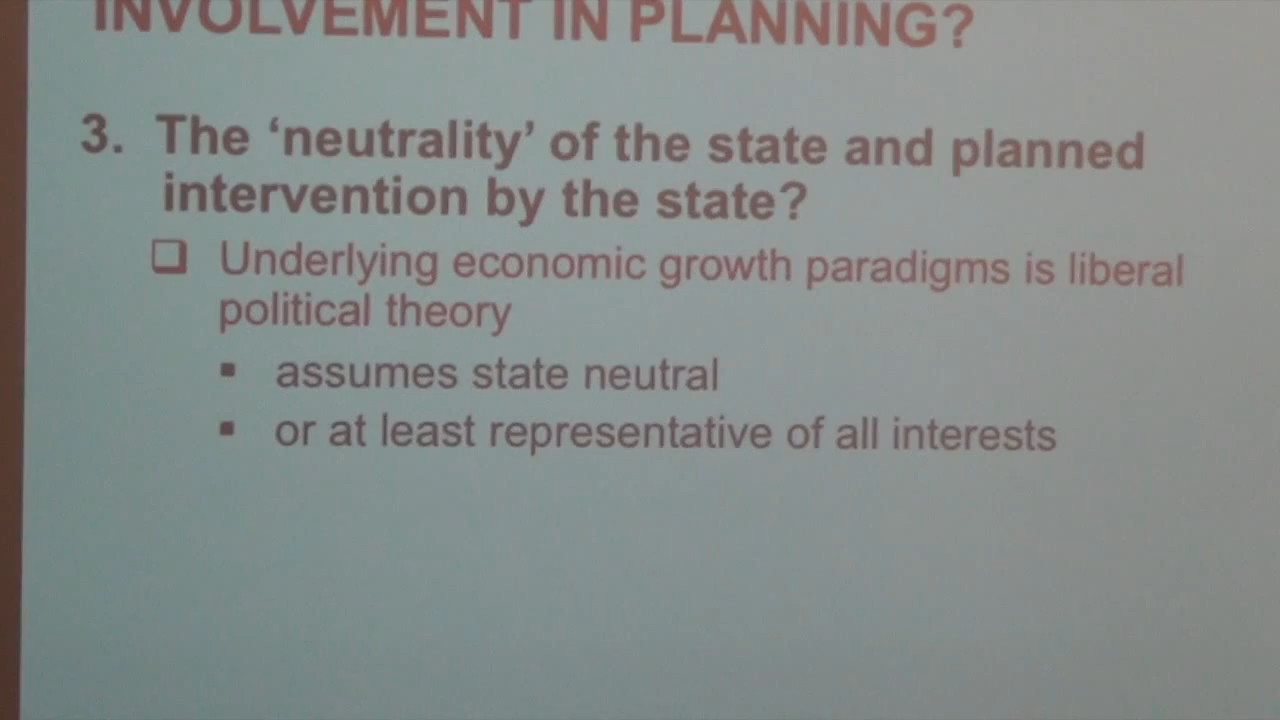 INVOLVEMENT IN PLANNING?
3. The ‘neutrality’ of the state and planned
intervention by the state?
❑ Underlying economic growth paradigms is liberal
political theory
▪ assumes state neutral
▪ or at least representative of all interests